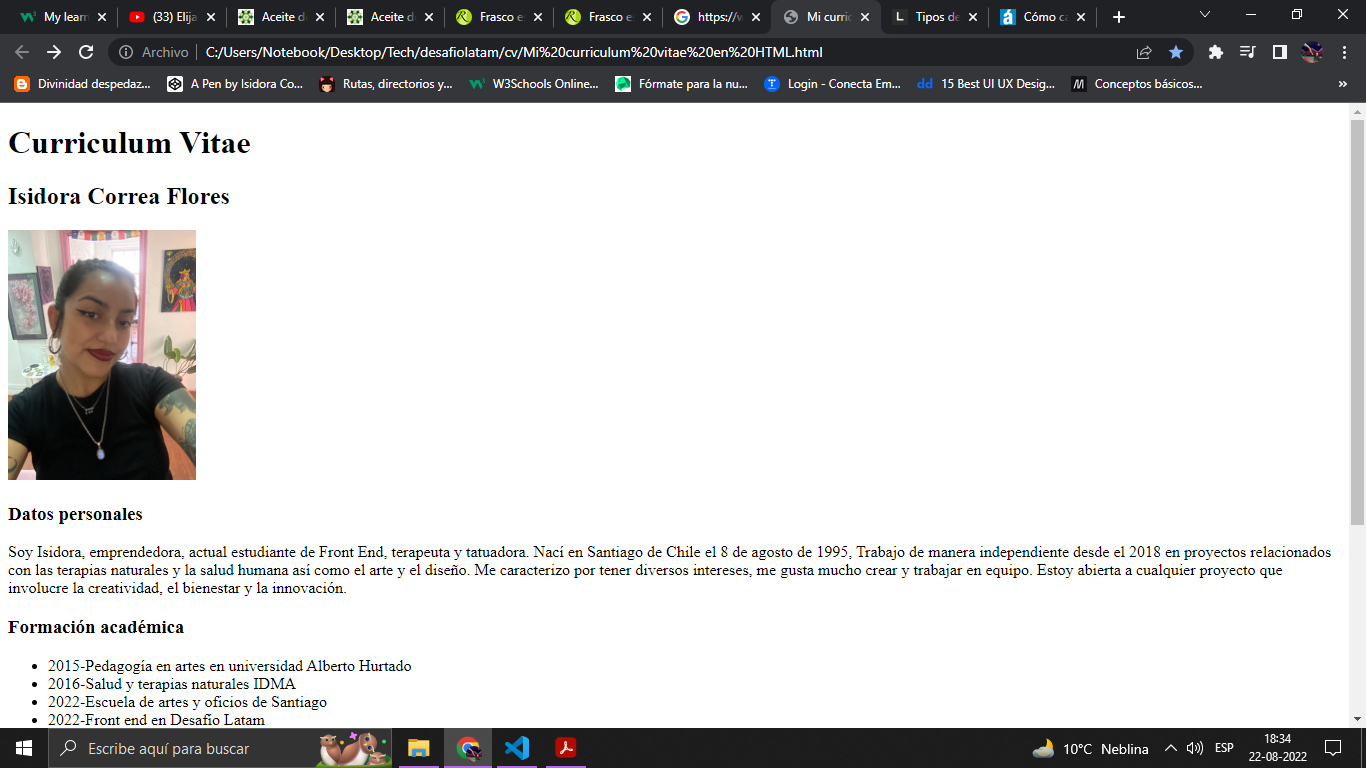 My learn
(33) Elija
Aceite d
Aceite d
Frasco e
Frasco e
https://w
Mi curric
Tipos de
Cómo ca
Archivo
C:/Users/Notebook/Desktop/Tech/desafiolatam/cv/Mi%20curriculum%20vitae%20en%20HTML.html
Divinidad despedaz...
A Pen by Isidora Co...
Rutas, directorios y...
W3Schools Online...
Fórmate para la nu...
Login - Conecta Em...
dd 15 Best UI UX Desig...
Conceptos básicos...
Curriculum Vitae
Isidora Correa Flores
Datos personales
Soy Isidora, emprendedora, actual estudiante de Front End, terapeuta y tatuadora. Nací en Santiago de Chile el 8 de agosto de 1995, Trabajo de manera independiente desde el 2018 en proyectos relacionados
con las terapias naturales y la salud humana así como el arte y el diseño. Me caracterizo por tener diversos intereses, me gusta mucho crear y trabajar en equipo. Estoy abierta a cualquier proyecto que
involucre la creatividad, el bienestar y la innovación.
Formación académica
2015-Pedagogía en artes en universidad Alberto Hurtado
2016-Salud y terapias naturales IDMA
2022-Escuela de artes y oficios de Santiago
2022-Front end en Desafío Latam
Escribe aquí para buscar
10°C Neblina
ESP
18:34
22-08-2022